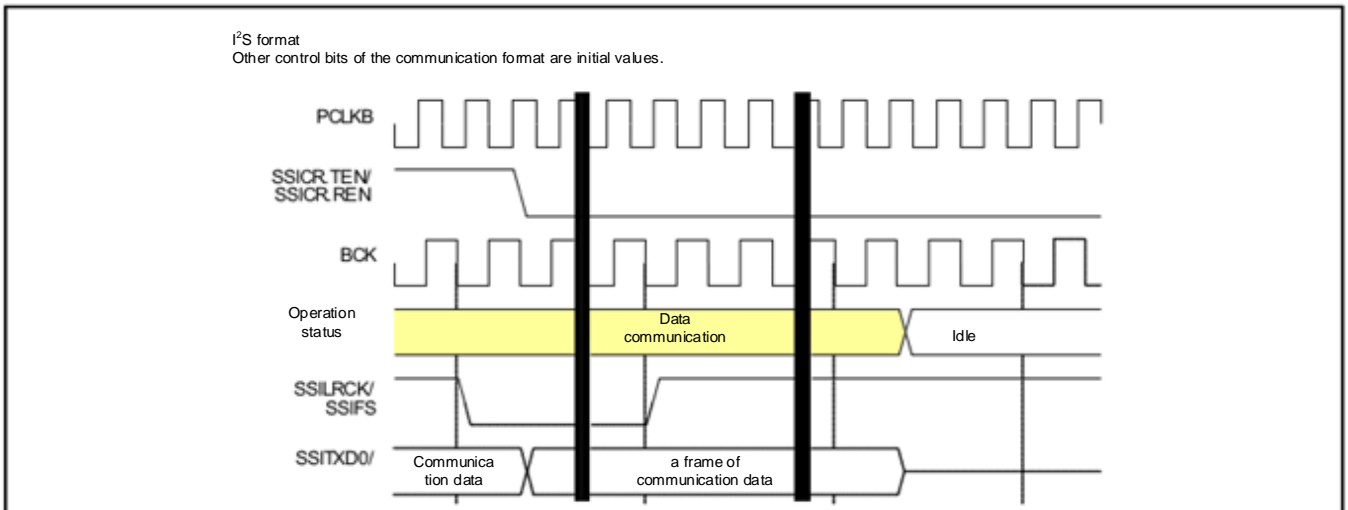 I²S format
Other control bits of the communication format are initial values.
PCLKB
SSICR.TEN/
SSICR.REN
BCK
Operation
status
Data
communication
Idle
SSILRCK/
SSIFS
SSITXD0/
Communica
tion data
a frame of
communication data